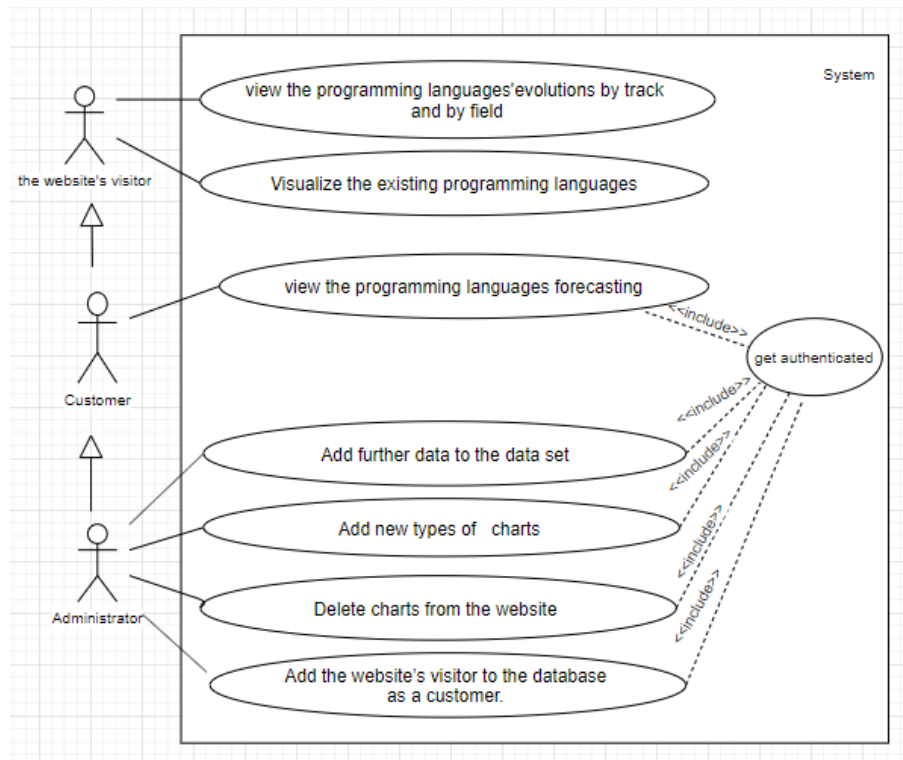 System
view the programming languages'evolutions by track
and by field
the website's visitor
Visualize the existing programming languages
view the programming languages forecasting
<<include>>
get authenticated
Customer
<<include>>
Add further data to the data set
<<include>>
Add new types of charts
<<include>>
Administrator
Delete charts from the website
<<include>>
Add the website's visitor to the database
as a customer.